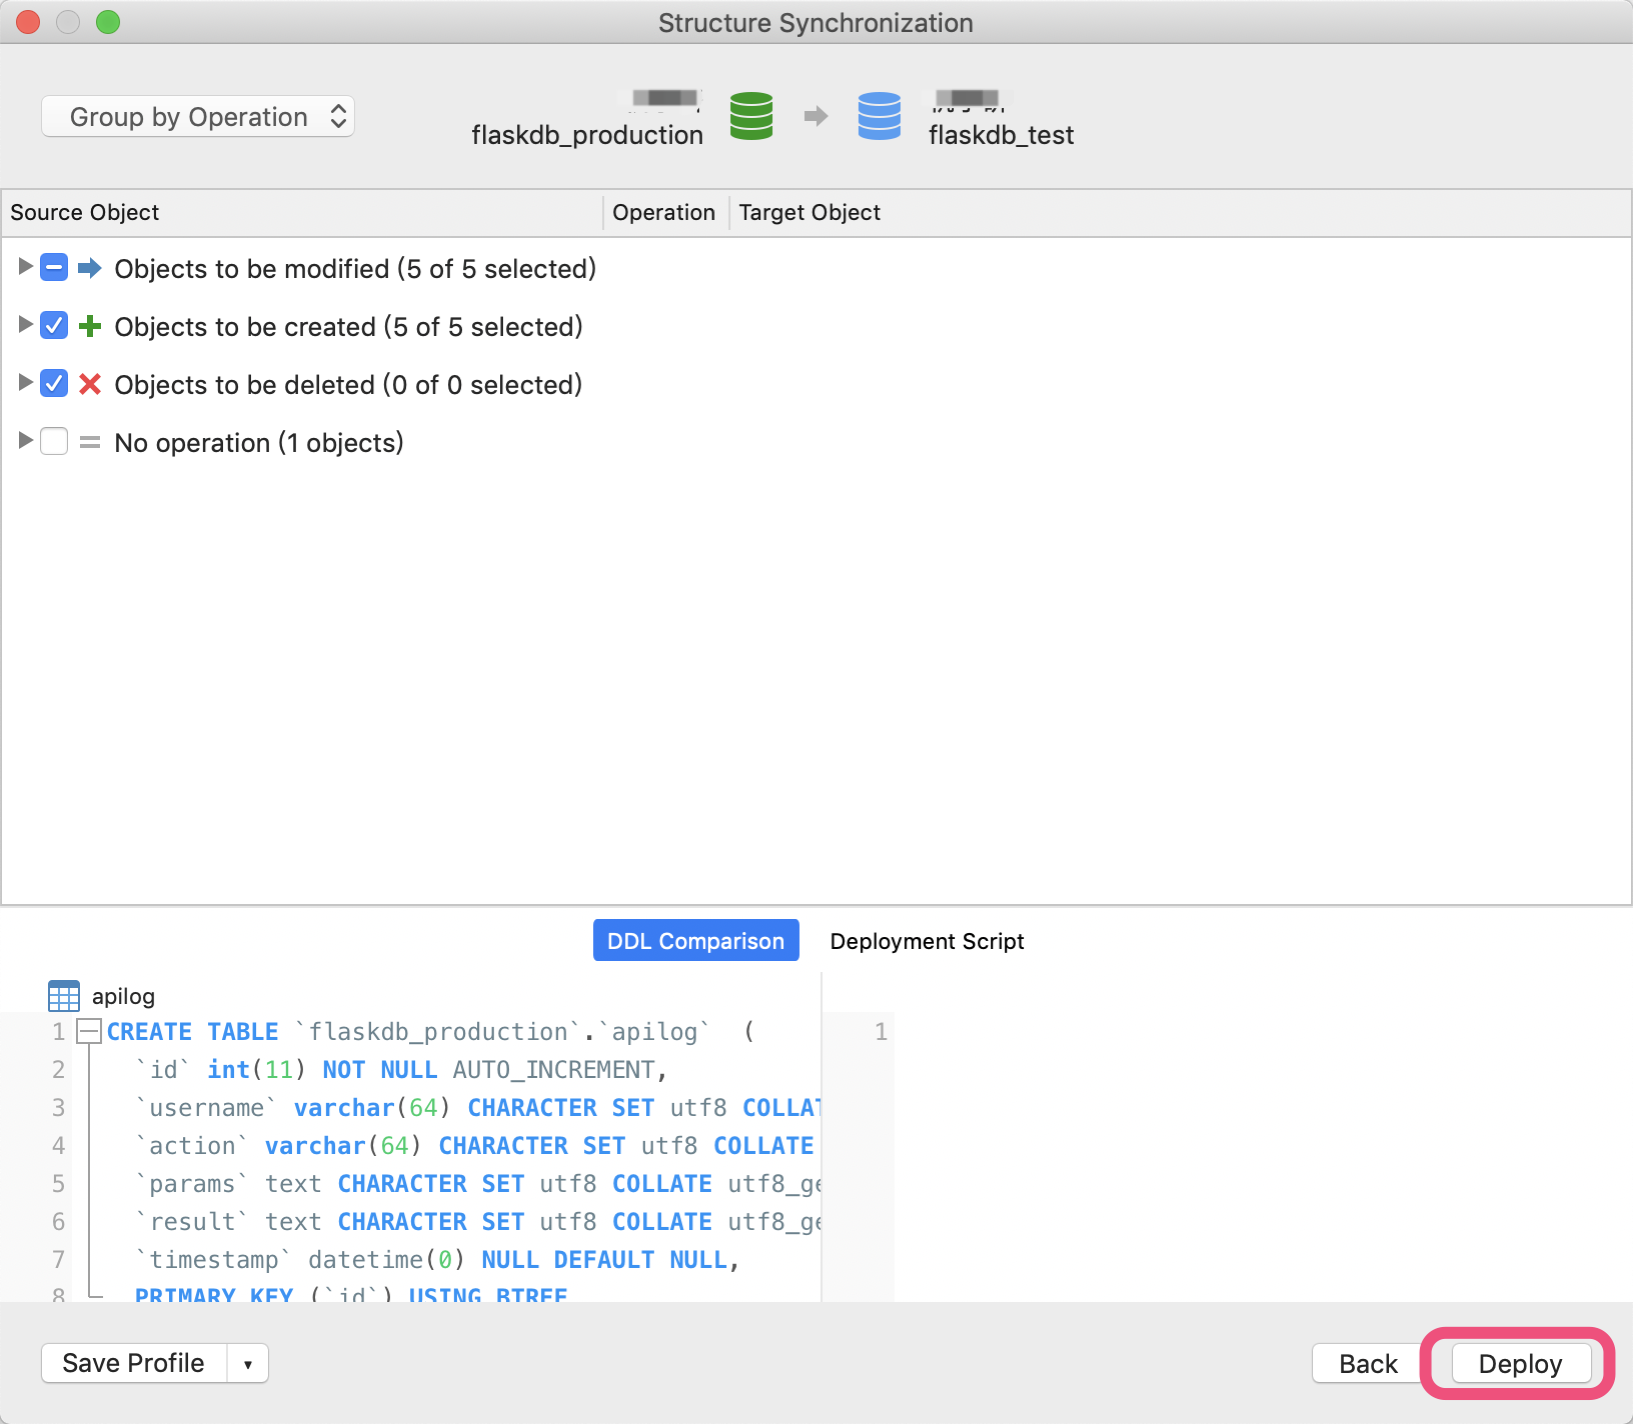 Structure Synchronization
Group by Operation
flaskdb_production
flaskdb_test
Source Object Operation Target Object
Objects to be modified (5 of 5 selected)
Objects to be created (5 of 5 selected)
Objects to be deleted (0 of 0 selected)
No operation (1 objects)
DDL Comparison Deployment Script
apilog
1 CREATE TABLE `flaskdb_production`.`apilog` ( 1
2 `id` int(11) NOT NULL AUTO_INCREMENT,
3 `username` varchar(64) CHARACTER SET utf8 COLLAT
4 `action` varchar(64) CHARACTER SET utf8 COLLATE
5 `params` text CHARACTER SET utf8 COLLATE utf8_ge
6 `result` text CHARACTER SET utf8 COLLATE utf8_ge
7 `timestamp` datetime(0) NULL DEFAULT NULL,
8 PRIMARY KEY (`id`) USING BTREE
Save Profile Back Deploy